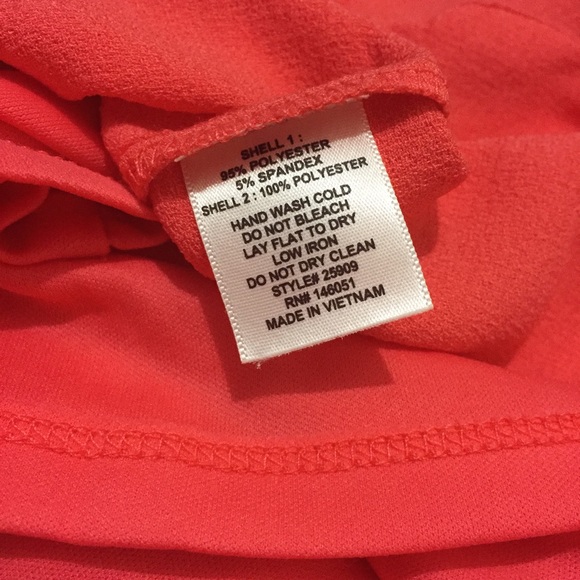 SHELL 1 :
95% POLYESTER
5% SPANDEX
SHELL 2 : 100% POLYESTER
HAND WASH COLD
DO NOT BLEACH
LAY FLAT TO DRY
LOW IRON
DO NOT DRY CLEAN
STYLE# 25909
RN# 146051
MADE IN VIETNAM